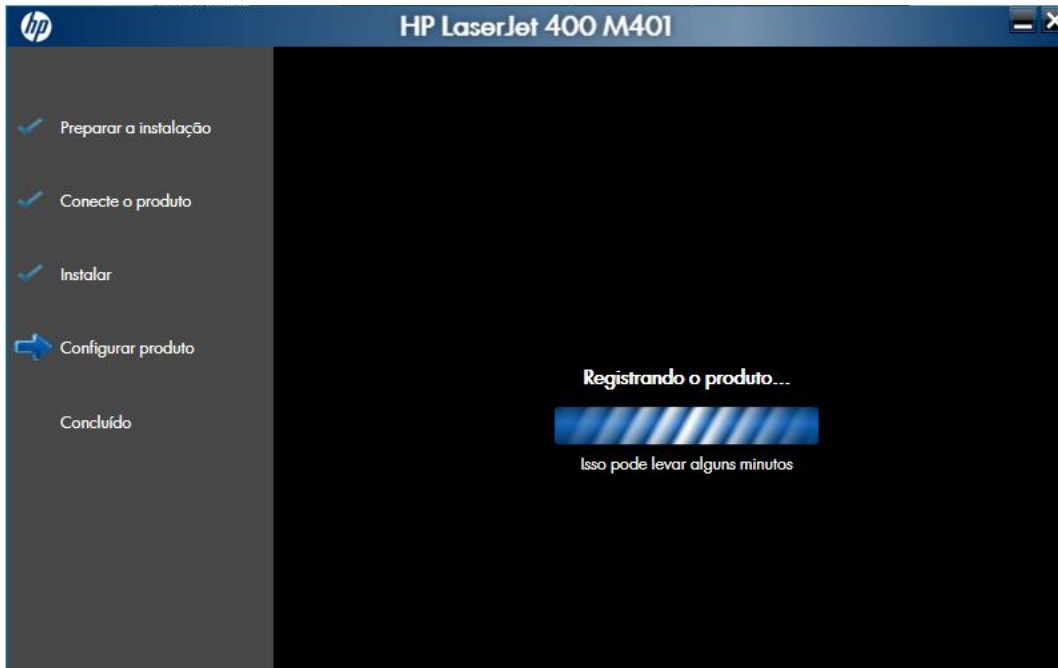 hp
HP LaserJet 400 M401
Preparar a instalação
Conecte o produto
Instalar
Configurar produto
Concluído
Registrando o produto...
Isso pode levar alguns minutos